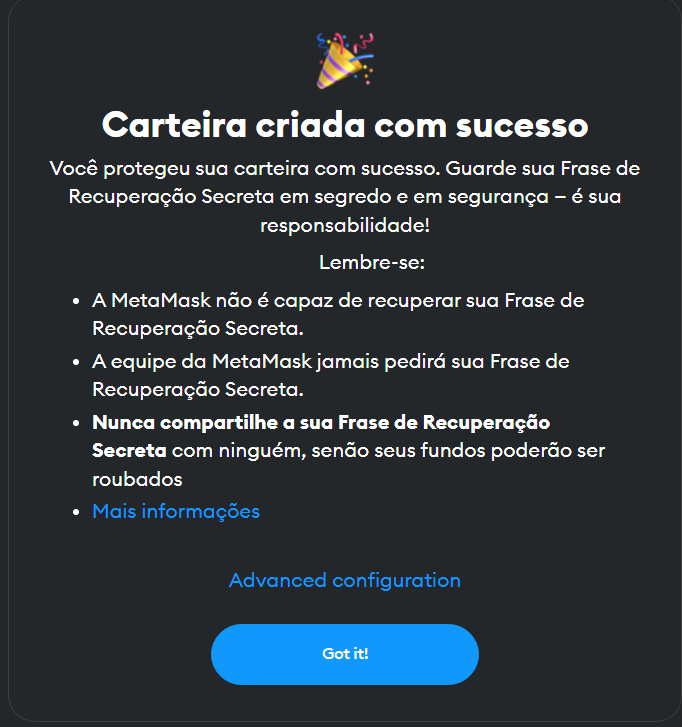 Carteira criada com sucesso
Você protegeu sua carteira com sucesso. Guarde sua Frase de
Recuperação Secreta em segredo e em segurança – é sua
responsabilidade!
Lembre-se:
• A MetaMask não é capaz de recuperar sua Frase de
Recuperação Secreta.
• A equipe da MetaMask jamais pedirá sua Frase de
Recuperação Secreta.
• Nunca compartilhe a sua Frase de Recuperação
Secreta com ninguém, senão seus fundos poderão ser
roubados
• Mais informações
Advanced configuration
Got it!